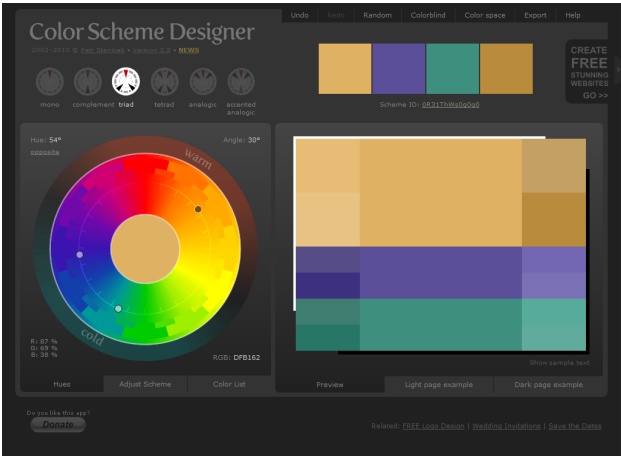 Undo Redo Random Colorblind Color space Export Help
Color Scheme Designer
2002-2010 © Petr Stanicek • Version 3.5 • NEWS
CREATE
FREE
STUNNING
WEBSITES
GO >>
mono complement triad tetrad analogic accented
analogic
Scheme ID: 0R31ThWs0g0g0
Hue: 54°
Angle: 30°
opposite
warm
cold
R: 87 %
G: 69 %
B: 38 %
RGB: DFB162
Show sample text
Hues Adjust Scheme Color List
Preview Light page example Dark page example
Do you like this app?
Donate
Related: FREE Logo Design | Wedding Invitations | Save the Dates